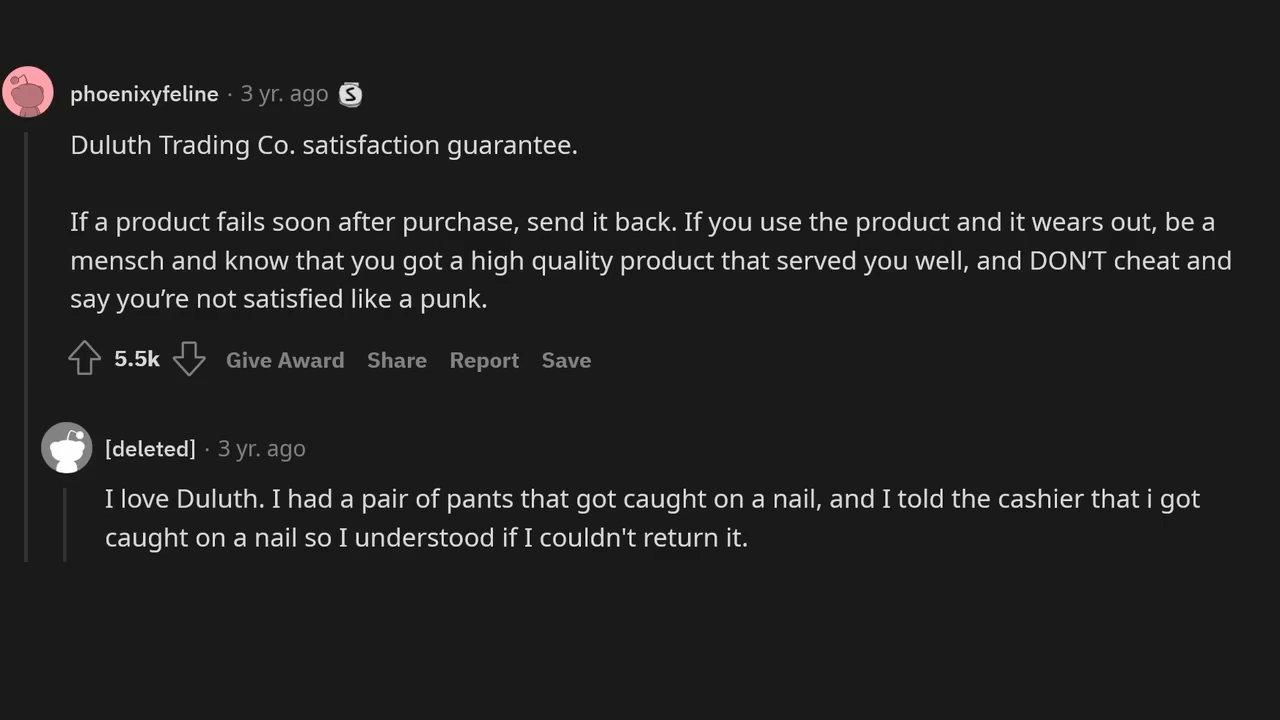 phoenixyfeline · 3 yr. ago S
Duluth Trading Co. satisfaction guarantee.
If a product fails soon after purchase, send it back. If you use the product and it wears out, be a
mensch and know that you got a high quality product that served you well, and DON’T cheat and
say you’re not satisfied like a punk.
5.5k Give Award Share Report Save
[deleted] · 3 yr. ago
I love Duluth. I had a pair of pants that got caught on a nail, and I told the cashier that i got
caught on a nail so I understood if I couldn't return it.